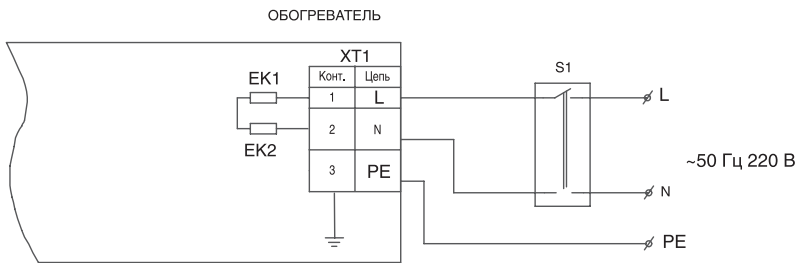 ОБОГРЕВАТЕЛЬ
XT1
Конт. Цепь
1 L
2 N
3 PE
EK1
EK2
S1
L
N
PE
~50 Гц 220 В